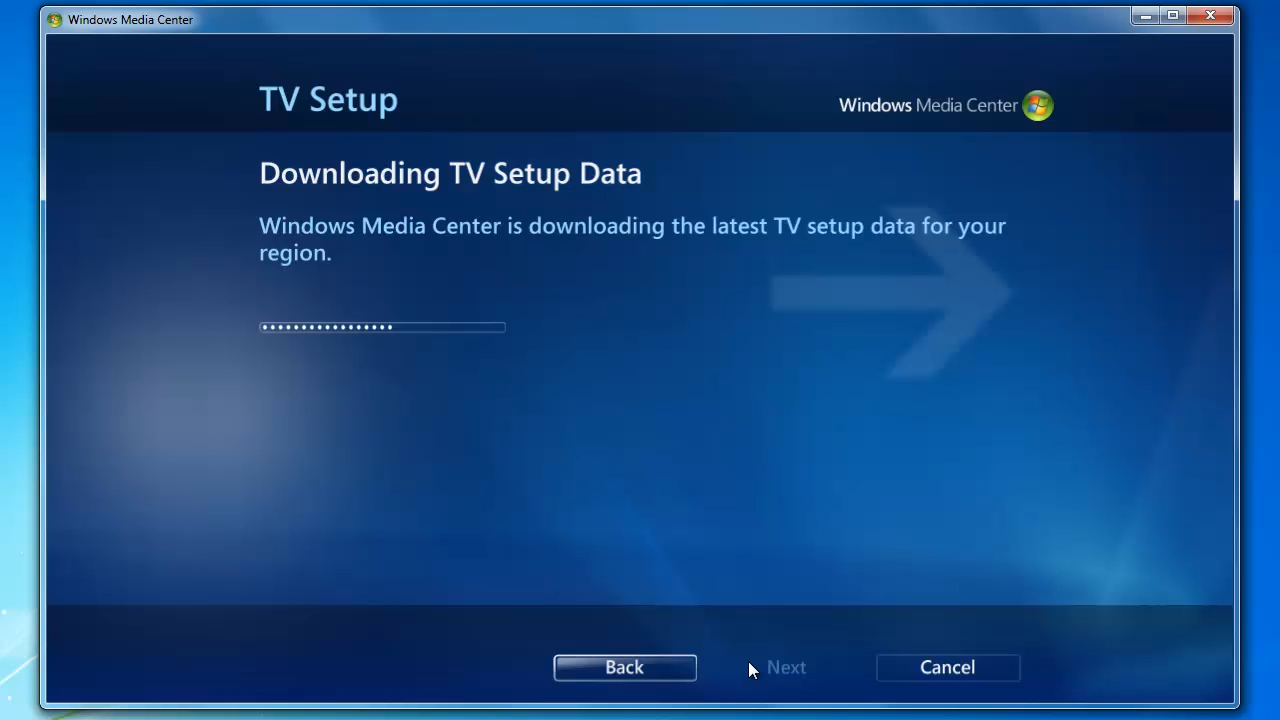 Windows Media Center
TV Setup
Windows Media Center
Downloading TV Setup Data
Windows Media Center is downloading the latest TV setup data for your
region.
Back
Next
Cancel